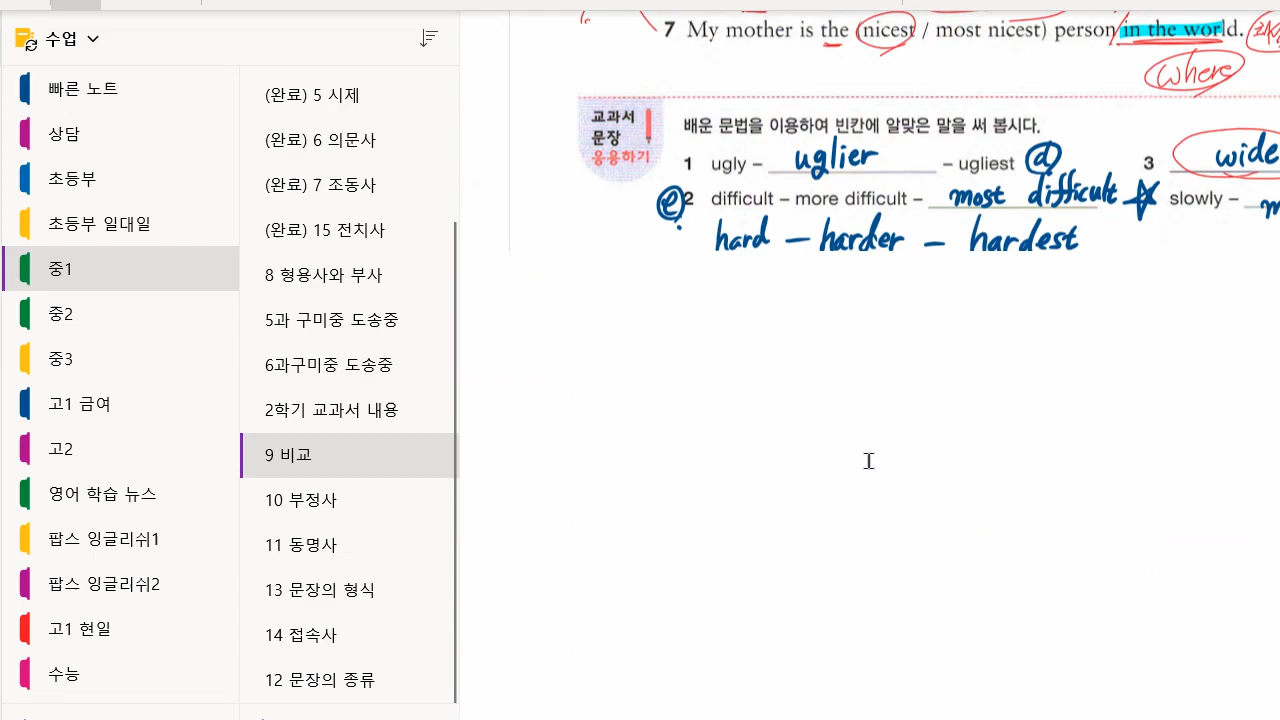 수업
빠른 노트
상담
초등부
초등부 일대일
중1
중2
중3
고1 금여
고2
영어 학습 뉴스
팝스 잉글리쉬1
팝스 잉글리쉬2
고1 현일
수능
(완료) 5 시제
(완료) 6 의문사
(완료) 7 조동사
(완료) 15 전치사
8 형용사와 부사
5과 구미중 도송중
6과구미중 도송중
2학기 교과서 내용
9 비교
10 부정사
11 동명사
13 문장의 형식
14 접속사
12 문장의 종류
7 My mother is the (nicest / most nicest) person in the world.
where
교과서
문장
응용하기
배운 문법을 이용하여 빈칸에 알맞은 말을 써 봅시다.
1 ugly – uglier – ugliest @
3 wide
e 2 difficult – more difficult – most difficult
slowly –
hard – harder – hardest